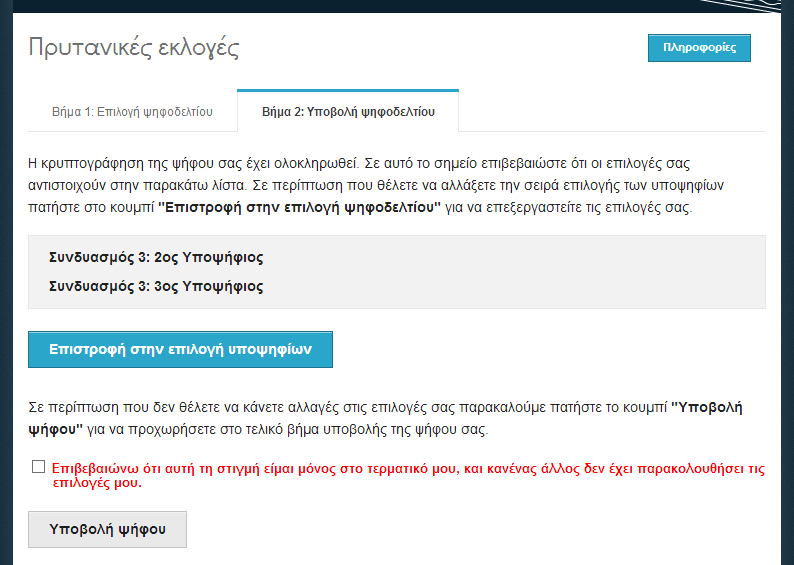 Πρυτανικές εκλογές
Πληροφορίες
Βήμα 1: Επιλογή ψηφοδελτίου
Βήμα 2: Υποβολή ψηφοδελτίου
Η κρυπτογράφηση της ψήφου σας έχει ολοκληρωθεί. Σε αυτό το σημείο επιβεβαιώστε ότι οι επιλογές σας
αντιστοιχούν στην παρακάτω λίστα. Σε περίπτωση που θέλετε να αλλάξετε την σειρά επιλογής των υποψηφίων
πατήστε στο κουμπί "Επιστροφή στην επιλογή ψηφοδελτίου" για να επεξεργαστείτε τις επιλογές σας.
Συνδυασμός 3: 2ος Υποψήφιος
Συνδυασμός 3: 3ος Υποψήφιος
Επιστροφή στην επιλογή υποψηφίων
Σε περίπτωση που δεν θέλετε να κάνετε αλλαγές στις επιλογές σας παρακαλούμε πατήστε το κουμπί "Υποβολή
ψήφου" για να προχωρήσετε στο τελικό βήμα υποβολής της ψήφου σας.
Επιβεβαιώνω ότι αυτή τη στιγμή είμαι μόνος στο τερματικό μου, και κανένας άλλος δεν έχει παρακολουθήσει τις
επιλογές μου.
Υποβολή ψήφου